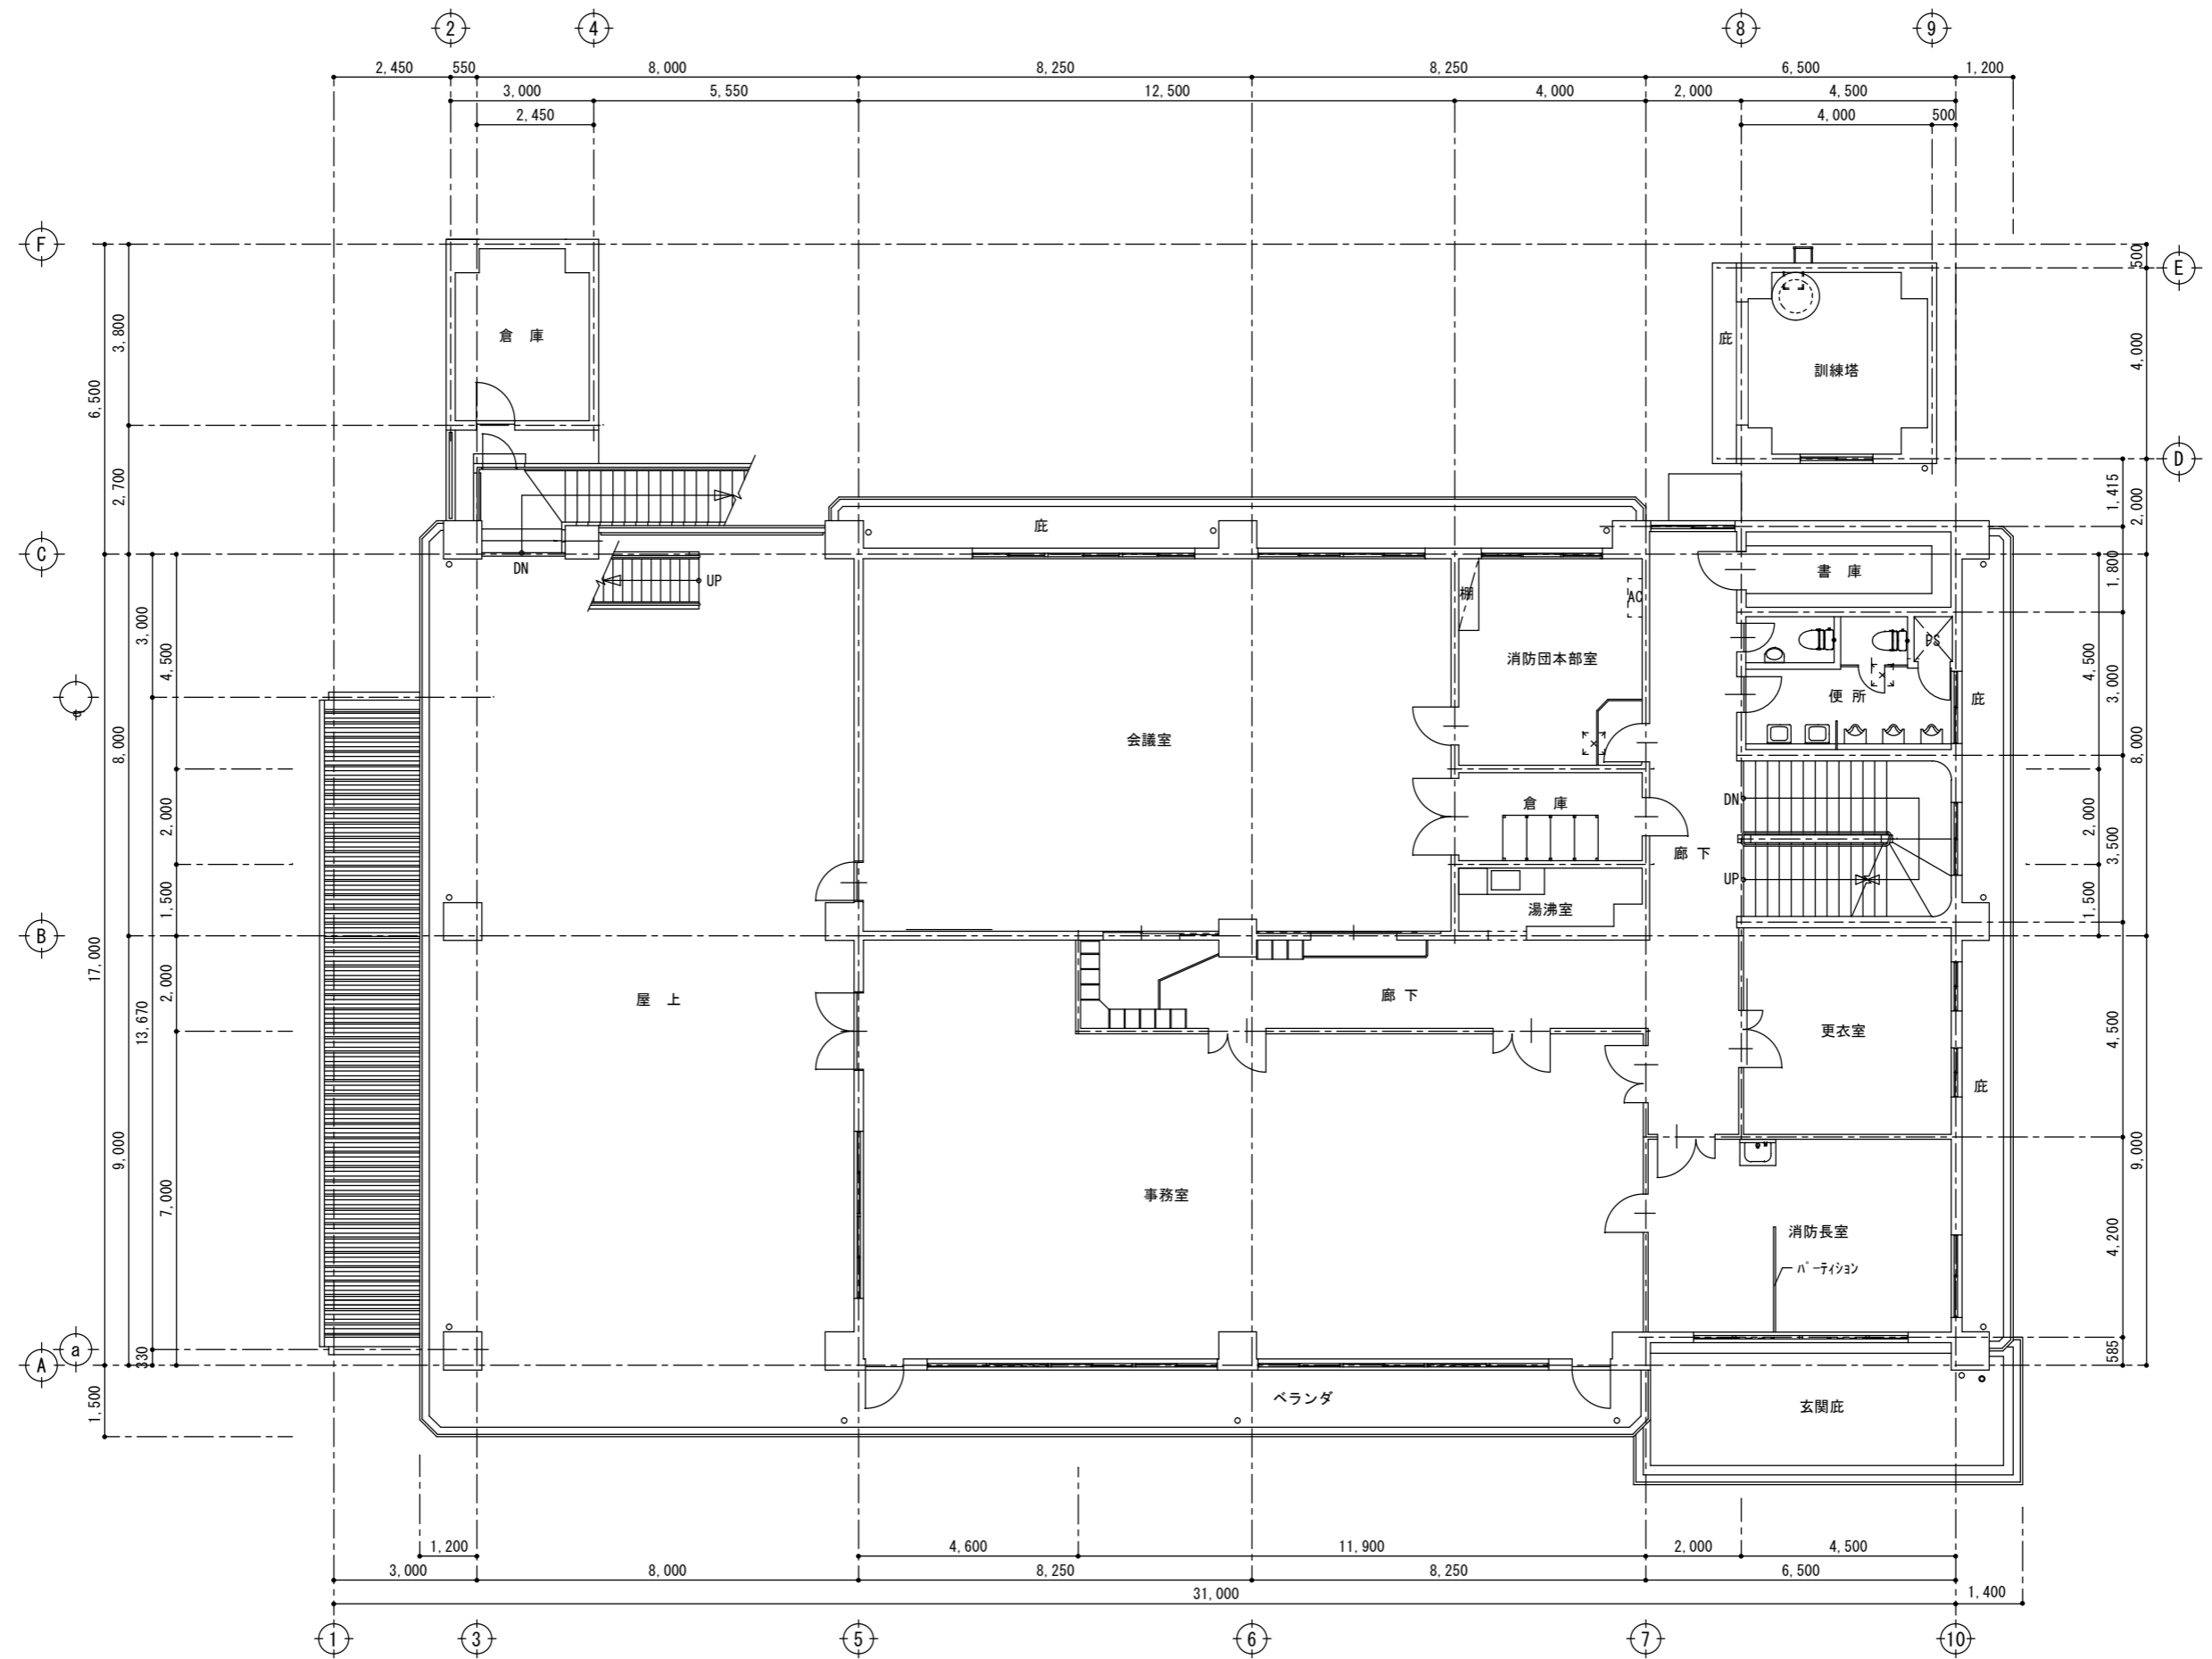 2 4 8 9
2,450 550 8,000 8,250 8,250 6,500 1,200
3,000 5,550 12,500 4,000 2,000 4,500
2,450 4,000 500
F
E
D
C
B
A
a
6,500
3,800
2,700
17,000
8,000
9,000
1,500
3,000
13,670
330
4,500
2,000
1,500
2,000
7,000
500
4,000
2,000
8,000
9,000
1,415
1,800
3,000
3,500
4,500
4,200
585
4,500
2,000
1,500
倉 庫
庇
訓練塔
庇
DN
UP
書 庫
棚
AC
消防団本部室
PS
便 所
庇
会議室
倉 庫
DN
廊 下
UP
湯沸室
屋 上
廊 下
更衣室
庇
事務室
消防長室
パーティション
ベランダ
玄関庇
1,200 4,600 11,900 2,000 4,500
3,000 8,000 8,250 8,250 6,500
31,000 1,400
1 3 5 6 7 10